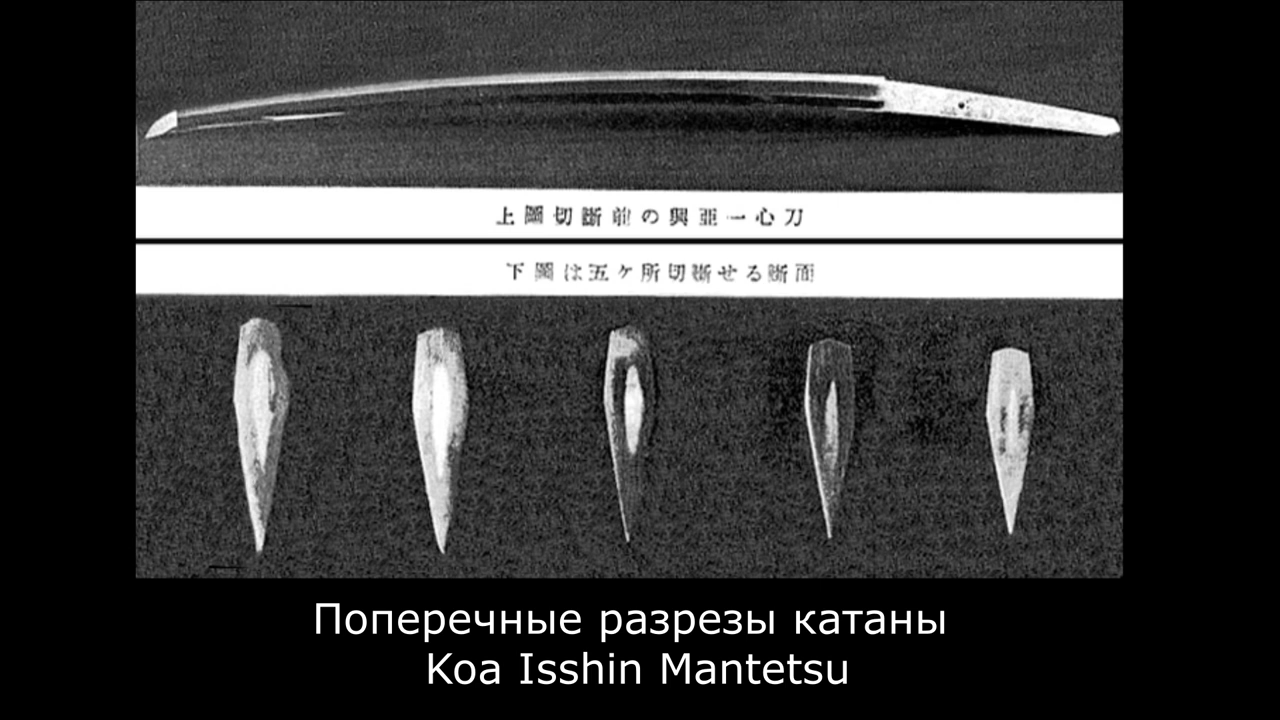 上圖切斷前の興亜一心刀
下圖は五ケ所切斷せる斷面
Поперечные разрезы катаны
Koa Isshin Mantetsu